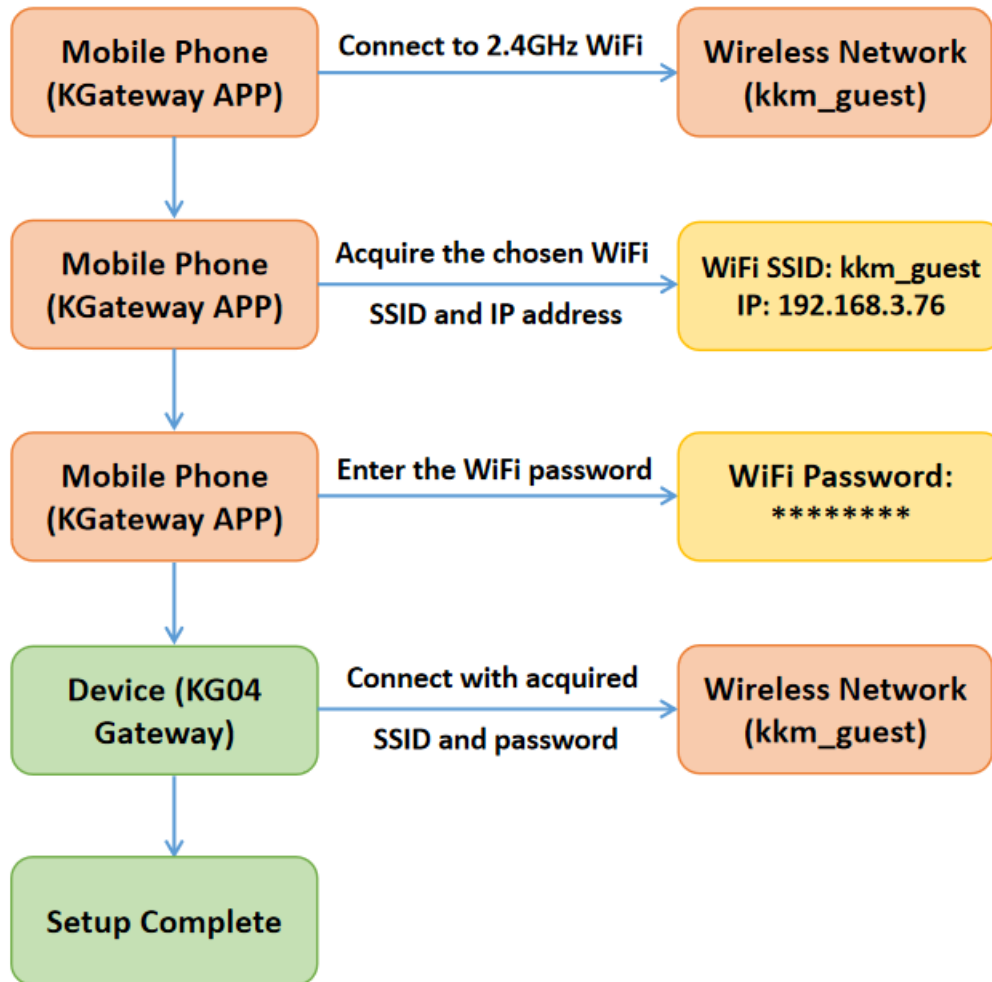 Mobile Phone
(KGateway APP)
Connect to 2.4GHz WiFi
Wireless Network
(kkm_guest)
Mobile Phone
(KGateway APP)
Acquire the chosen WiFi
SSID and IP address
WiFi SSID: kkm_guest
IP: 192.168.3.76
Mobile Phone
(KGateway APP)
Enter the WiFi password
WiFi Password:
********
Device (KG04
Gateway)
Connect with acquired
SSID and password
Wireless Network
(kkm_guest)
Setup Complete